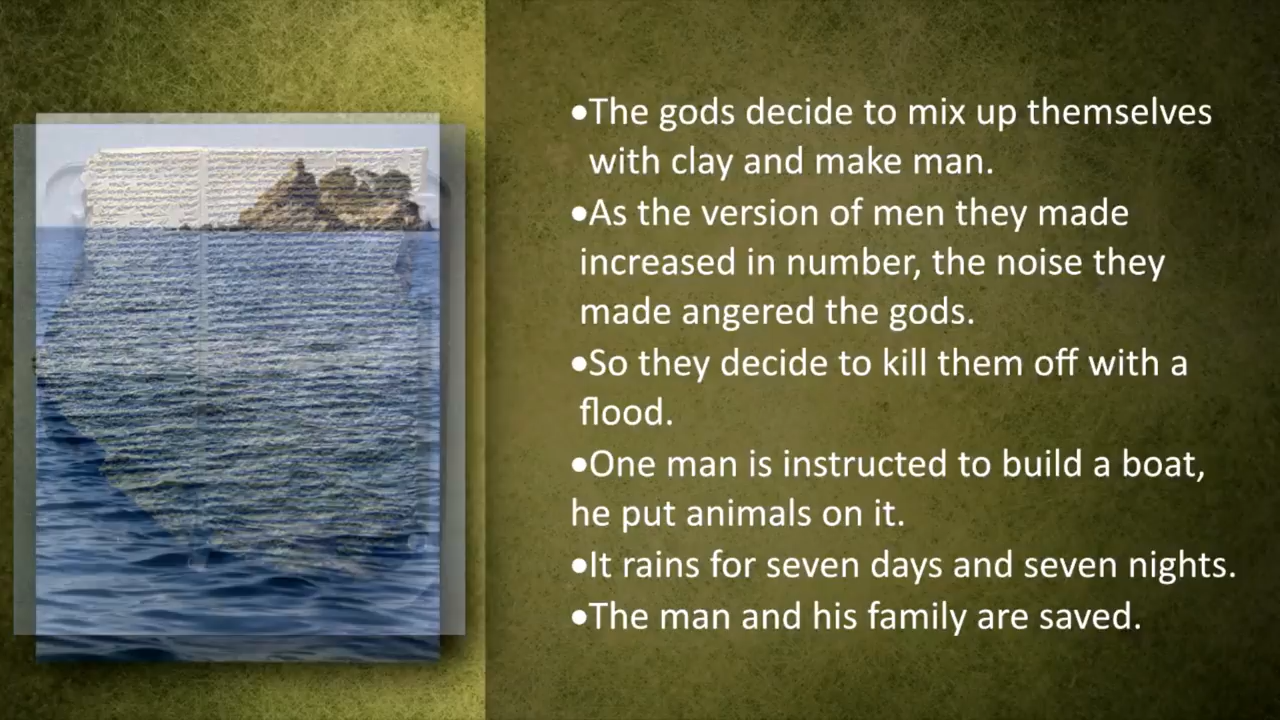 •The gods decide to mix up themselves
with clay and make man.
•As the version of men they made
increased in number, the noise they
made angered the gods.
•So they decide to kill them off with a
flood.
•One man is instructed to build a boat,
he put animals on it.
•It rains for seven days and seven nights.
•The man and his family are saved.